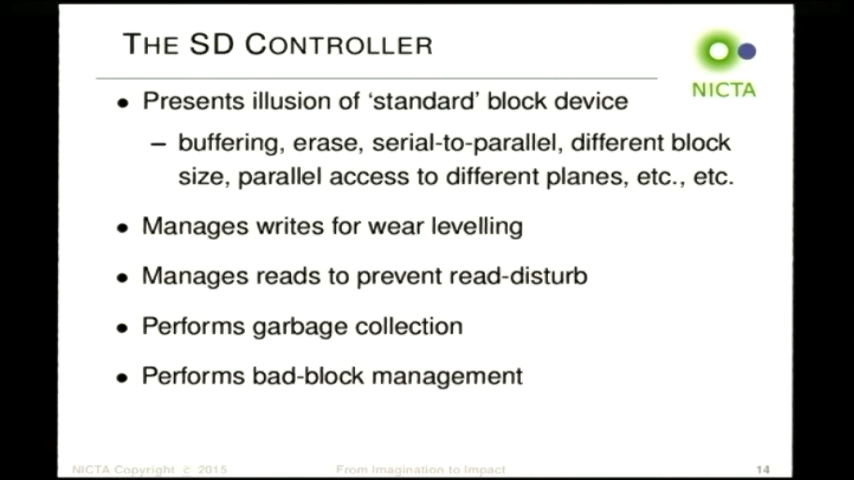 THE SD CONTROLLER
NICTA
• Presents illusion of ‘standard’ block device
– buffering, erase, serial-to-parallel, different block
size, parallel access to different planes, etc., etc.
• Manages writes for wear levelling
• Manages reads to prevent read-disturb
• Performs garbage collection
• Performs bad-block management
NICTA Copyright c 2015
From Imagination to Impact
14